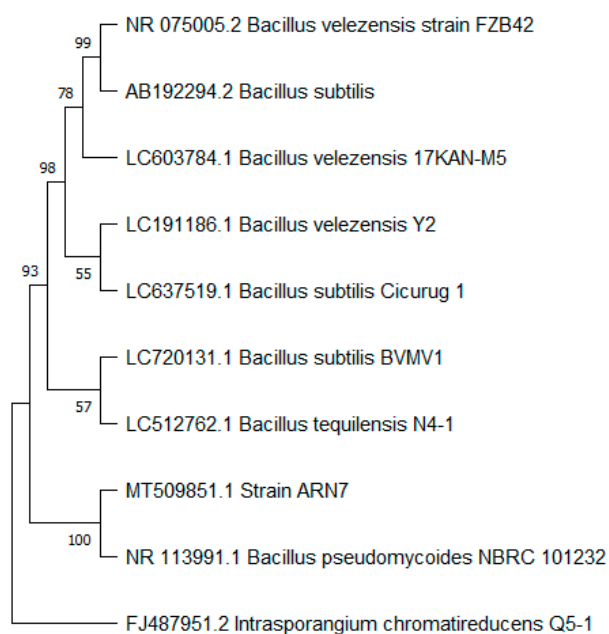 NR 075005.2 Bacillus velezensis strain FZB42
99
AB192294.2 Bacillus subtilis
78
LC603784.1 Bacillus velezensis 17KAN-M5
98
LC191186.1 Bacillus velezensis Y2
93
55
LC637519.1 Bacillus subtilis Cicurug 1
LC720131.1 Bacillus subtilis BVMV1
57
LC512762.1 Bacillus tequilensis N4-1
MT509851.1 Strain ARN7
100
NR 113991.1 Bacillus pseudomycoides NBRC 101232
FJ487951.2 Intrasporangium chromatireducens Q5-1